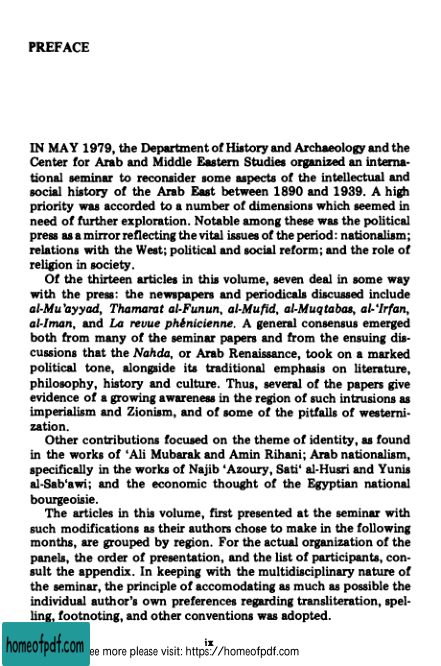 PREFACE
IN MAY 1979, the Department of History and Archaeology and the
Center for Arab and Middle Eastern Studies organized an interna-
tional seminar to reconsider some aspects of the intellectual and
social history of the Arab East between 1890 and 1939. A high
priority was accorded to a number of dimensions which seemed in
need of further exploration. Notable among these was the political
press as a mirror reflecting the vital issues of the period: nationalism;
relations with the West; political and social reform; and the role of
religion in society.
Of the thirteen articles in this volume, seven deal in some way
with the press: the newspapers and periodicals discussed include
al-Mu'ayyad, Thamarat al-Funun, al-Mufid, al-Muqtabas, al-'Irfan,
al-Iman, and La revue phénicienne. A general consensus emerged
both from many of the seminar papers and from the ensuing dis-
cussions that the Nahda, or Arab Renaissance, took on a marked
political tone, alongside its traditional emphasis on literature,
philosophy, history and culture. Thus, several of the papers give
evidence of a growing awareness in the region of such intrusions as
imperialism and Zionism, and of some of the pitfalls of westerni-
zation.
Other contributions focused on the theme of identity, as found
in the works of 'Ali Mubarak and Amin Rihani; Arab nationalism,
specifically in the works of Najib 'Azoury, Sati' al-Husri and Yunis
al-Sab'awi; and the economic thought of the Egyptian national
bourgeoisie.
The articles in this volume, first presented at the seminar with
such modifications as their authors chose to make in the following
months, are grouped by region. For the actual organization of the
panels, the order of presentation, and the list of participants, con-
sult the appendix. In keeping with the multidisciplinary nature of
the seminar, the principle of accomodating as much as possible the
individual author's own preferences regarding transliteration, spel-
ling, footnoting, and other conventions was adopted.
ix
homeofpdf.com
ee more please visit: https://homeofpdf.com